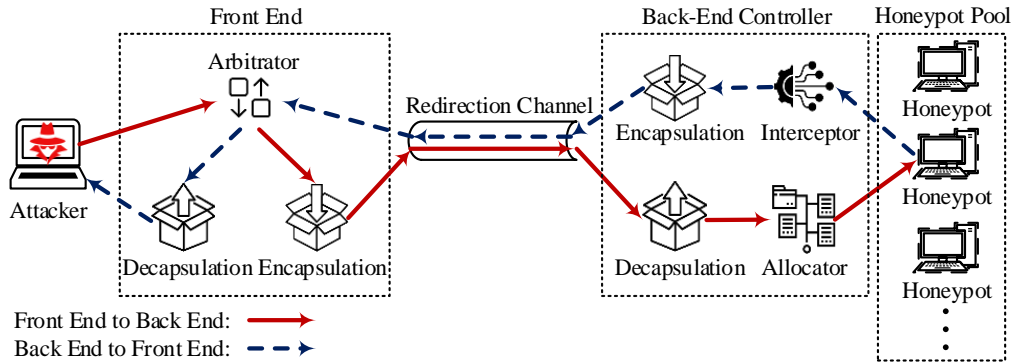 Front End
Back-End Controller
Honeypot Pool
Arbitrator
Redirection Channel
Encapsulation
Interceptor
Honeypot
Honeypot
Attacker
Decapsulation
Encapsulation
Decapsulation
Allocator
Honeypot
Front End to Back End:
Back End to Front End: